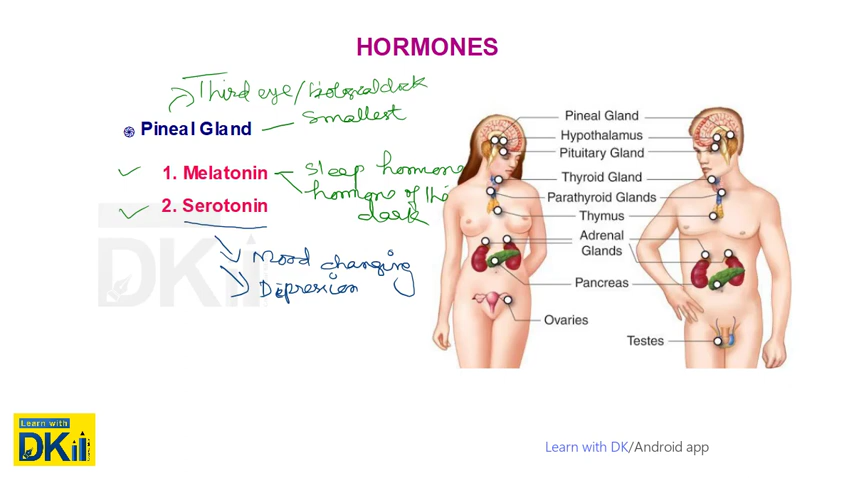 HORMONES
Third eye/biological clock
Pineal Gland
Smallest
1. Melatonin
Sleep hormone
hormone of the
dark
2. Serotonin
Mood changing
Depression
Pineal Gland
Hypothalamus
Pituitary Gland
Thyroid Gland
Parathyroid Glands
Thymus
Adrenal
Glands
Pancreas
Ovaries
Testes
DK
Learn with
DK
Learn with DK/Android app